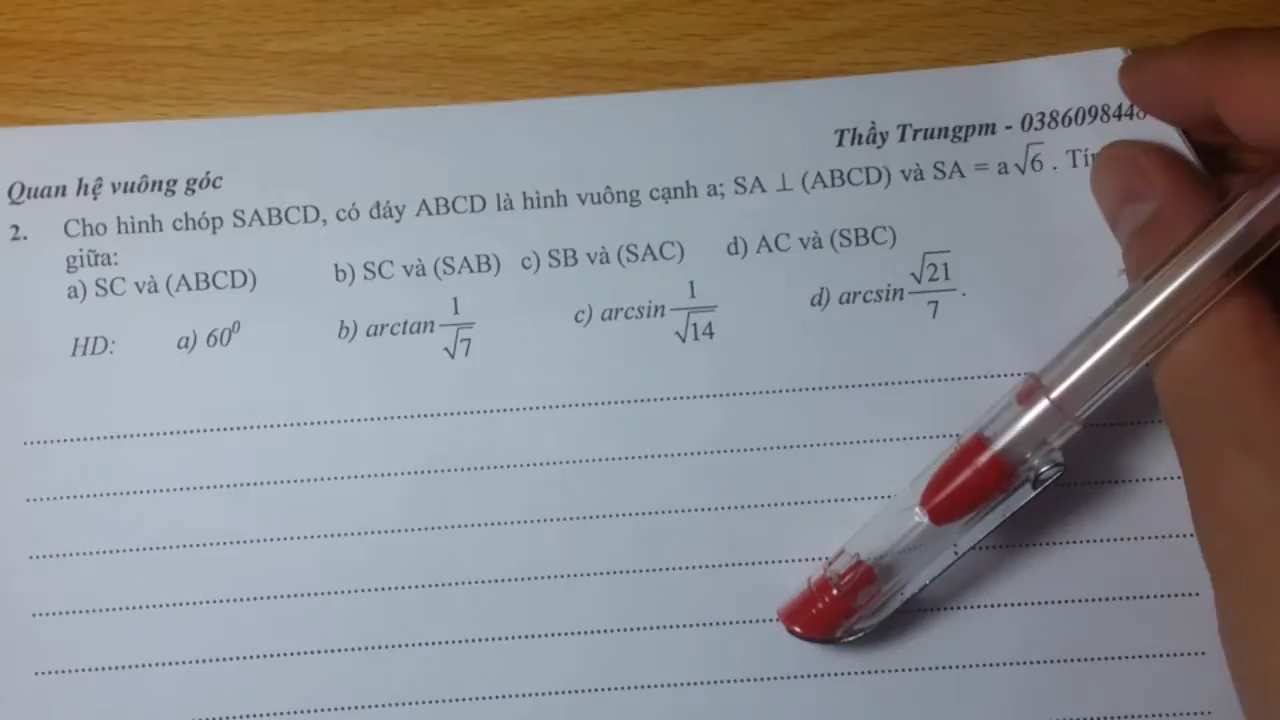 Thầy Trungpm - 0386098448
Quan hệ vuông góc
2. Cho hình chóp SABCD, có đáy ABCD là hình vuông cạnh a; SA ⊥ (ABCD) và SA = a√6 .
giữa:
a) SC và (ABCD) b) SC và (SAB) c) SB và (SAC) d) AC và (SBC)
HD: a) 60⁰ b) arctan 1/√7 c) arcsin 1/√14 d) arcsin √21/7 .